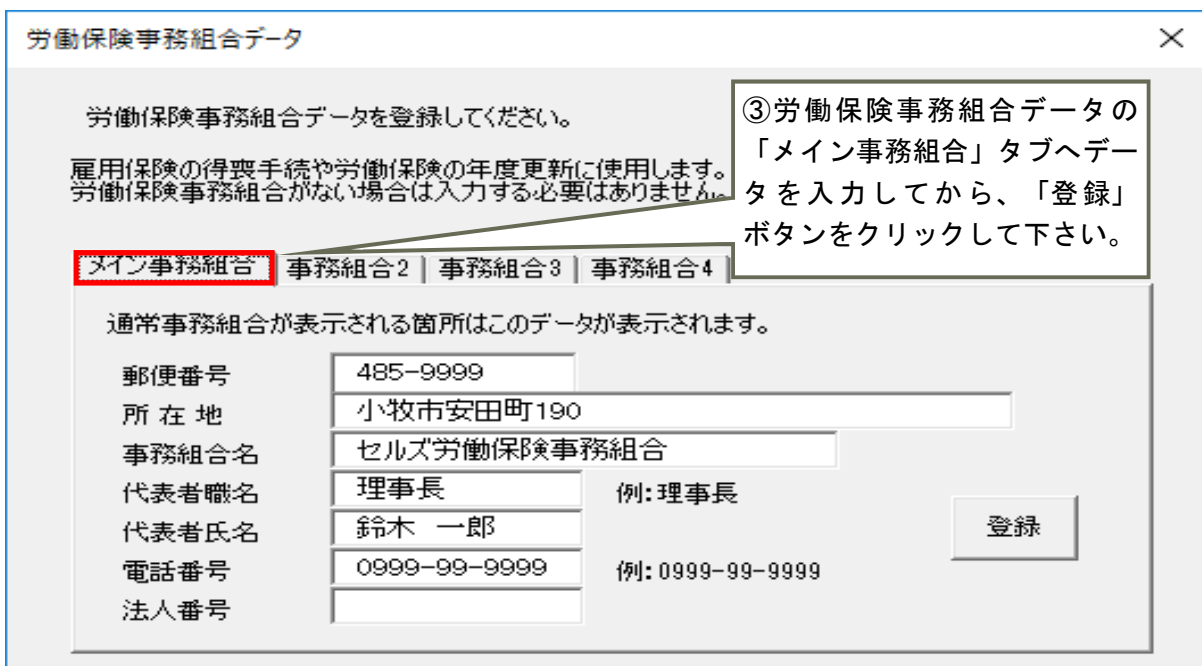 労働保険事務組合データ
労働保険事務組合データを登録してください。
③労働保険事務組合データの
「メイン事務組合」タブへデー
タを入力してから、「登録」
ボタンをクリックして下さい。
雇用保険の得喪手続や労働保険の年度更新に使用します。
労働保険事務組合がない場合は入力する必要はありません。
メイン事務組合 事務組合2 事務組合3 事務組合4
通常事務組合が表示される箇所はこのデータが表示されます。
郵便番号 485-9999
所在地 小牧市安田町190
事務組合名 セルズ労働保険事務組合
代表者職名 理事長 例:理事長
代表者氏名 鈴木 一郎
登録
電話番号 0999-99-9999 例:0999-99-9999
法人番号